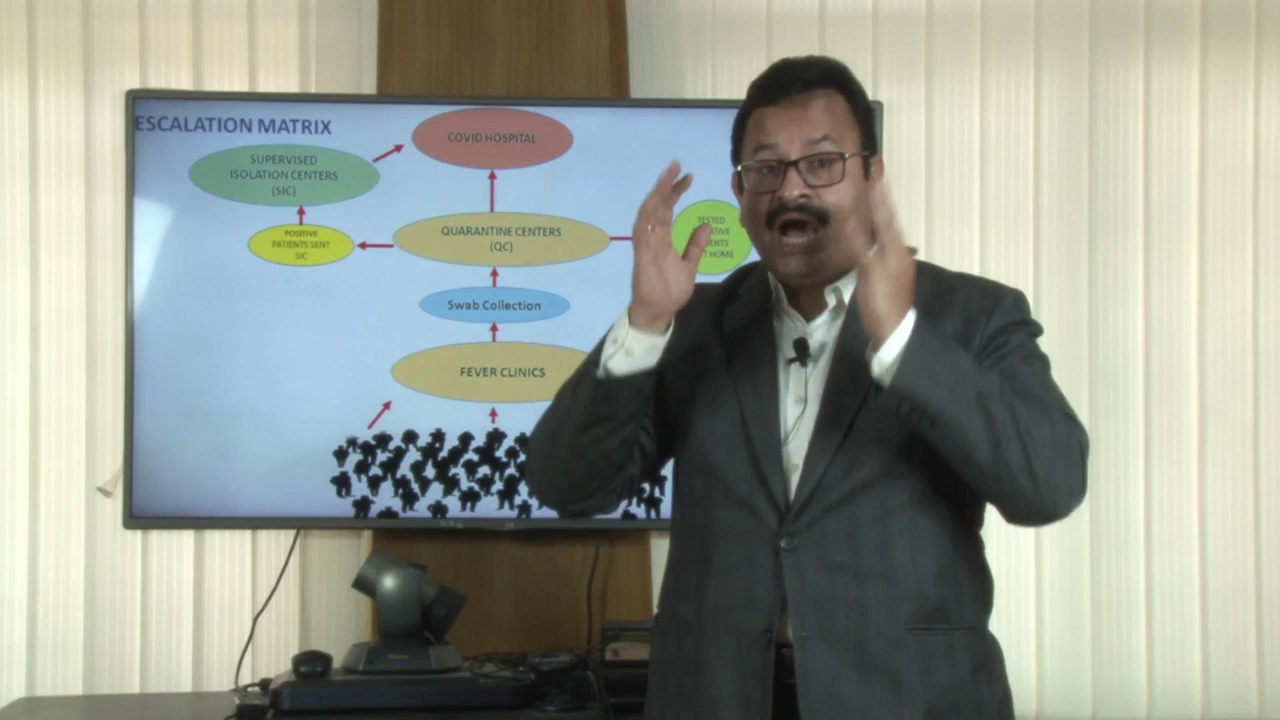 ESCALATION MATRIX
COVID HOSPITAL
SUPERVISED
ISOLATION CENTERS
(SIC)
POSITIVE
PATIENTS SENT
SIC
QUARANTINE CENTERS
(QC)
TESTED
HOME
Swab Collection
FEVER CLINICS